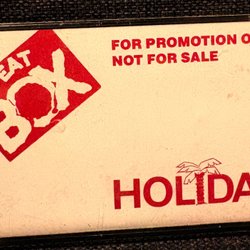 EAT
BOX
FOR PROMOTION O
NOT FOR SALE
HOLIDA